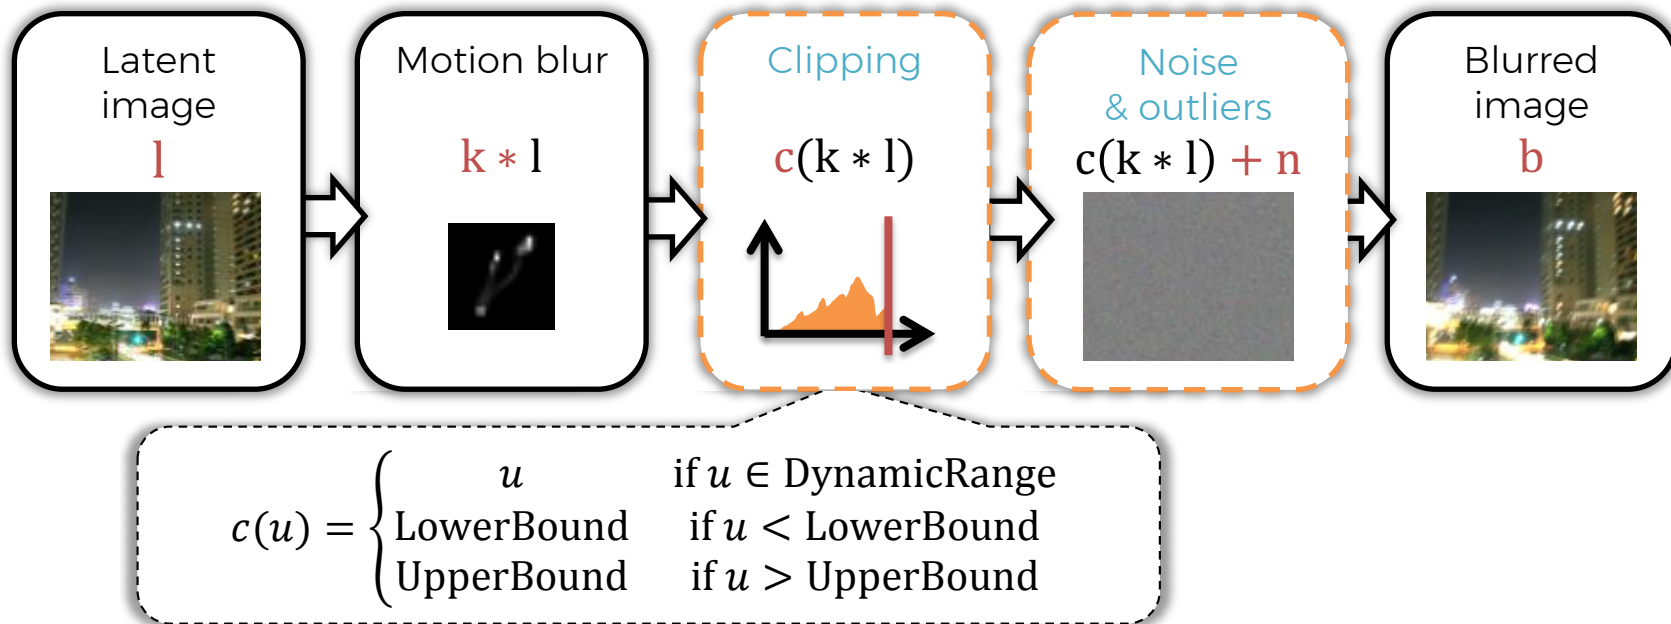 Latent
image
l
Motion blur
k ∗ l
Clipping
c(k ∗ l)
Noise
& outliers
c(k ∗ l) + n
Blurred
image
b
c(u) = { u if u ∈ DynamicRange
LowerBound if u < LowerBound
UpperBound if u > UpperBound